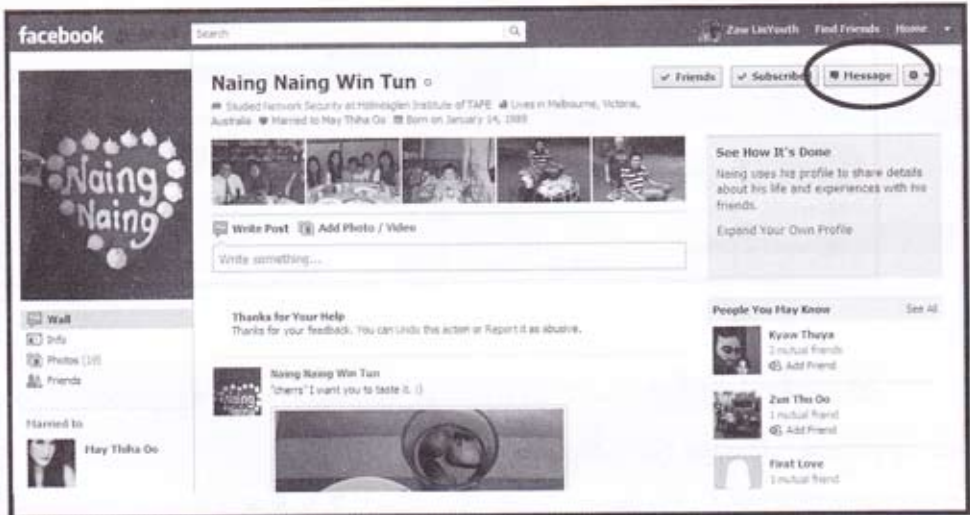 facebook
Search
Zaw LinYouth Find Friends Home
Naing Naing Win Tun
Friends
Subscribed
Message
Studied Network Security at Holmesglen Institute of TAFE Lives in Melbourne, Victoria,
Australia Married to May Thiha Oo Born on January 14, 1989
Naing
Naing
See How It's Done
Naing uses his profile to share details
about his life and experiences with his
friends.
Expand Your Own Profile
Write Post Add Photo / Video
Write something...
Thanks for Your Help
Thanks for your feedback. You can Undo this action or Report it as abusive.
Wall
Info
Photos (10)
Friends
Married to
May Thiha Oo
Naing Naing Win Tun
"cherrs" I want you to taste it. :)
People You May Know See All
Kyaw Thuya
2 mutual friends
Add Friend
Zun Thu Oo
1 mutual friend
Add Friend
First Love
1 mutual friend